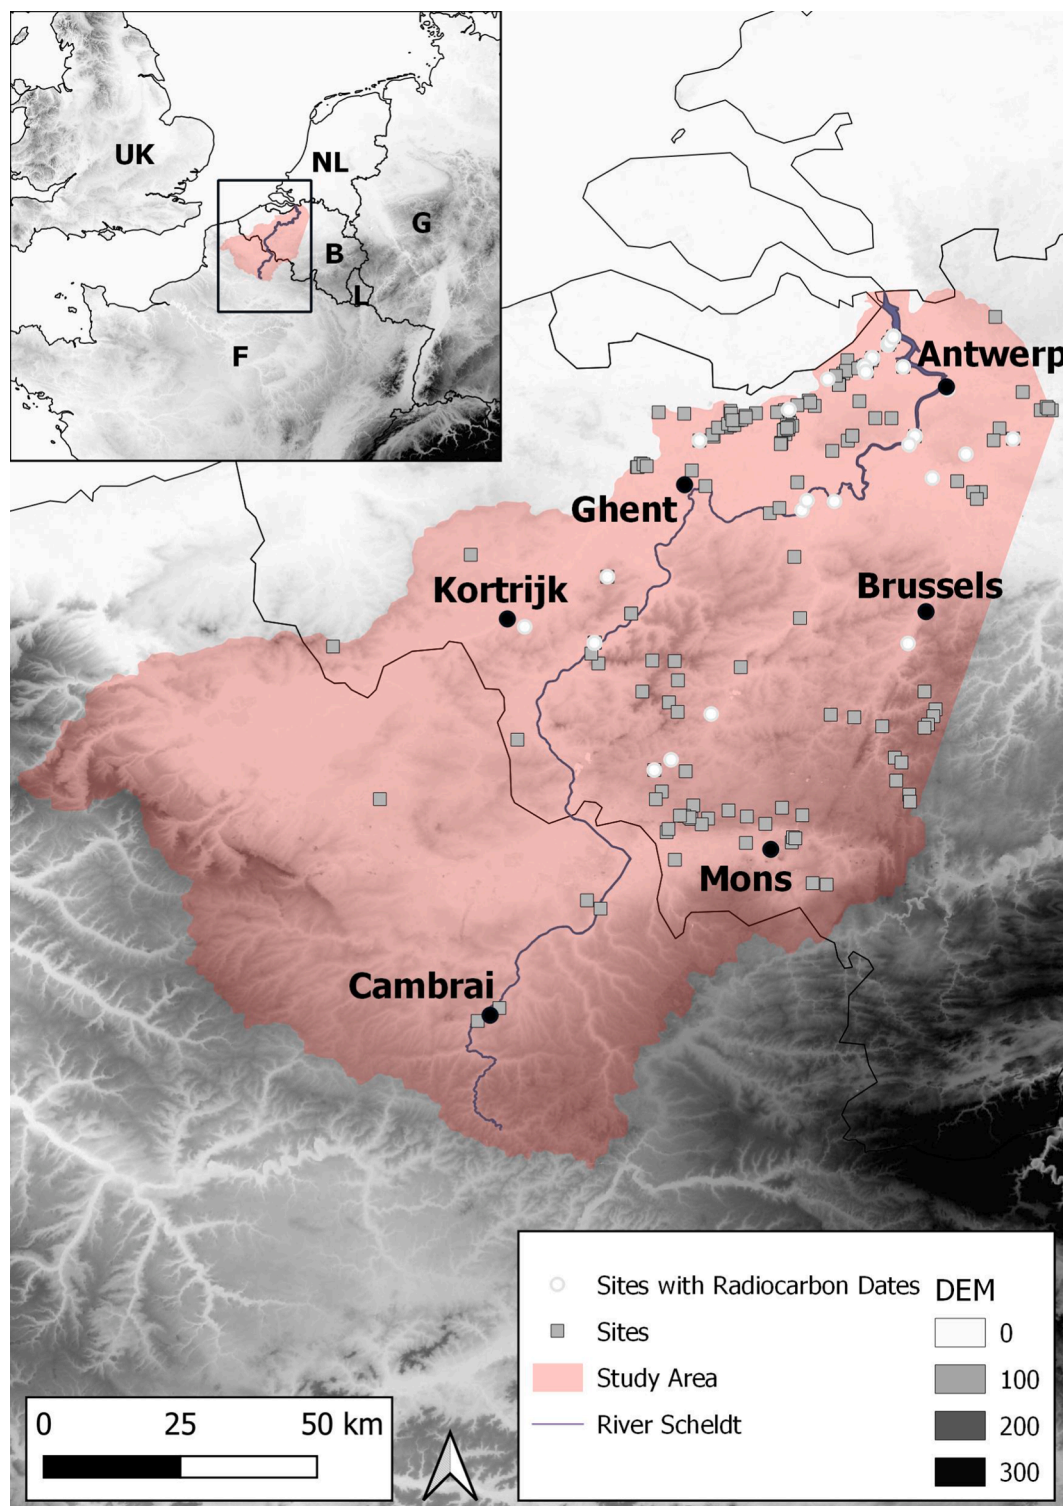 UK
NL
G
B
L
F
Antwerp
Ghent
Kortrijk
Brussels
Mons
Cambrai
Sites with Radiocarbon Dates
Sites
Study Area
River Scheldt
DEM
0
100
200
300
0 25 50 km